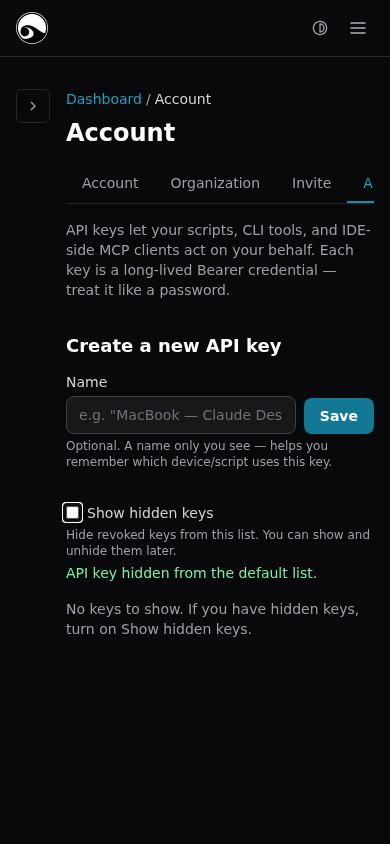 Dashboard / Account
Account
Account Organization Invite A
API keys let your scripts, CLI tools, and IDE-
side MCP clients act on your behalf. Each
key is a long-lived Bearer credential —
treat it like a password.
Create a new API key
Name
e.g. "MacBook — Claude Des
Save
Optional. A name only you see — helps you
remember which device/script uses this key.
Show hidden keys
Hide revoked keys from this list. You can show and
unhide them later.
API key hidden from the default list.
No keys to show. If you have hidden keys,
turn on Show hidden keys.